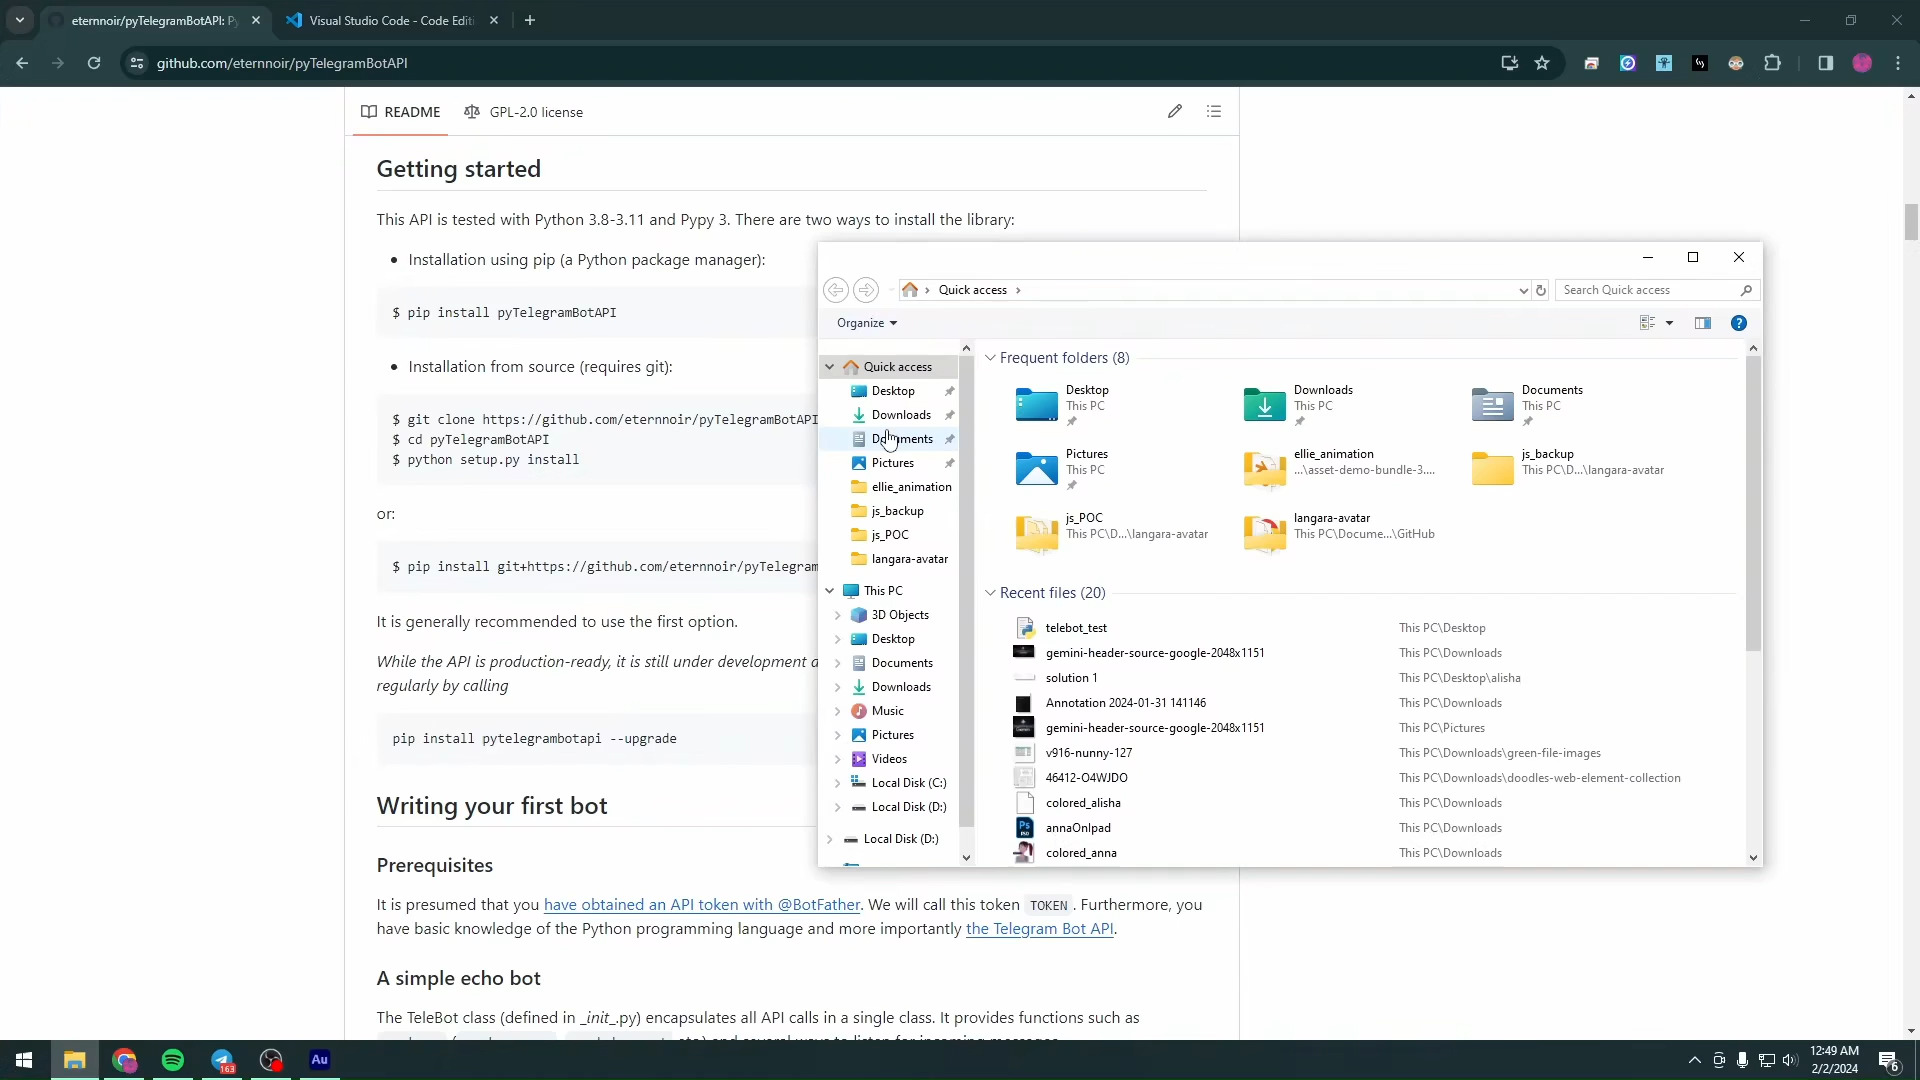 eternnoir/pyTelegramBotAPI: Py
Visual Studio Code - Code Editi
github.com/eternnoir/pyTelegramBotAPI
README
GPL-2.0 license
Getting started
This API is tested with Python 3.8-3.11 and Pypy 3. There are two ways to install the library:
Installation using pip (a Python package manager):
$ pip install pyTelegramBotAPI
Installation from source (requires git):
$ git clone https://github.com/eternnoir/pyTelegramBotAPI
$ cd pyTelegramBotAPI
$ python setup.py install
or:
$ pip install git+https://github.com/eternnoir/pyTelegram
It is generally recommended to use the first option.
While the API is production-ready, it is still under development a
regularly by calling
pip install pytelegrambotapi --upgrade
Writing your first bot
Prerequisites
It is presumed that you have obtained an API token with @BotFather. We will call this token TOKEN. Furthermore, you
have basic knowledge of the Python programming language and more importantly the Telegram Bot API.
A simple echo bot
The TeleBot class (defined in _init_.py) encapsulates all API calls in a single class. It provides functions such as
Quick access
Search Quick access
Organize
Quick access
Desktop
Downloads
Documents
Pictures
ellie_animation
js_backup
js_POC
langara-avatar
This PC
3D Objects
Desktop
Documents
Downloads
Music
Pictures
Videos
Local Disk (C:)
Local Disk (D:)
Local Disk (D:)
Frequent folders (8)
Desktop
This PC
Downloads
This PC
Documents
This PC
Pictures
This PC
ellie_animation
...\asset-demo-bundle-3....
js_backup
This PC\D...\langara-avatar
js_POC
This PC\D...\langara-avatar
langara-avatar
This PC\Docume...\GitHub
Recent files (20)
telebot_test This PC\Desktop
gemini-header-source-google-2048x1151 This PC\Downloads
solution 1 This PC\Desktop\alisha
Annotation 2024-01-31 141146 This PC\Downloads
gemini-header-source-google-2048x1151 This PC\Pictures
v916-nunny-127 This PC\Downloads\green-file-images
46412-O4WJDO This PC\Downloads\doodles-web-element-collection
colored_alisha This PC\Downloads
annaOnIpad This PC\Downloads
colored_anna This PC\Downloads
163
Au
12:49 AM
2/2/2024
6